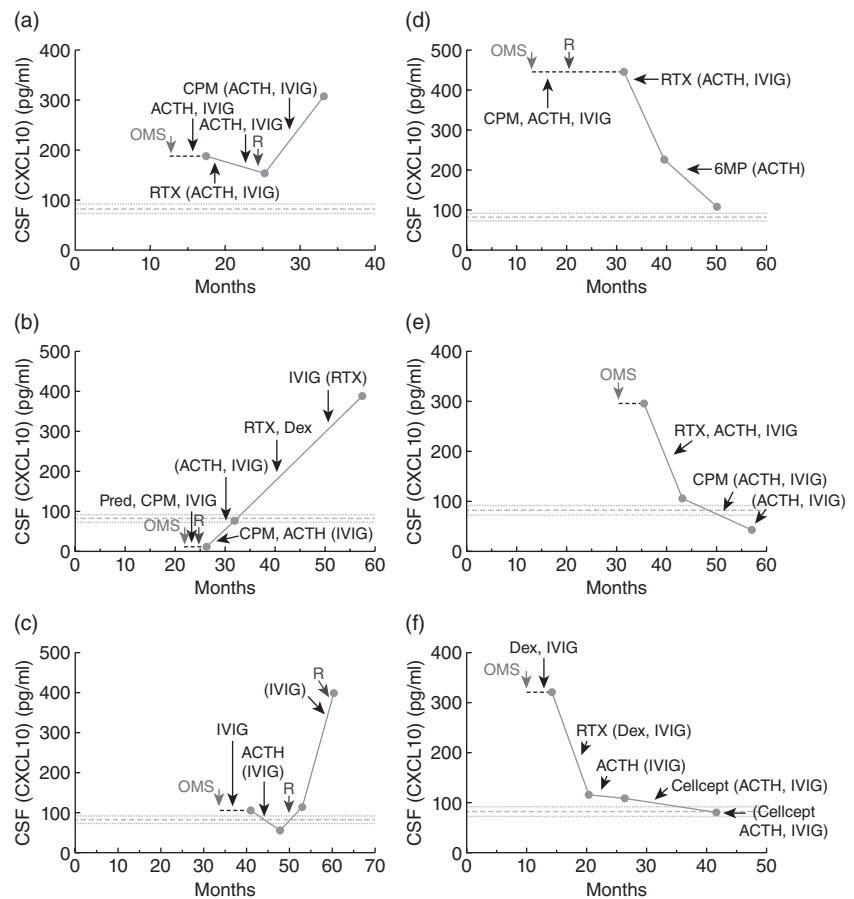 (a)
CSF (CXCL10) (pg/ml)
400
300
200
100
0
CPM (ACTH, IVIG)
ACTH, IVIG
ACTH, IVIG
OMS
R
RTX (ACTH, IVIG)
0 10 20 30 40
Months
(d)
CSF (CXCL10) (pg/ml)
500
400
300
200
100
0
OMS
R
RTX (ACTH, IVIG)
CPM, ACTH, IVIG
6MP (ACTH)
0 10 20 30 40 50 60
Months
(b)
CSF (CXCL10) (pg/ml)
500
400
300
200
100
0
IVIG (RTX)
RTX, Dex
(ACTH, IVIG)
Pred, CPM, IVIG
OMS
R
CPM, ACTH (IVIG)
0 10 20 30 40 50 60
Months
(e)
CSF (CXCL10) (pg/ml)
400
300
200
100
0
OMS
RTX, ACTH, IVIG
CPM (ACTH, IVIG)
(ACTH, IVIG)
0 10 20 30 40 50 60
Months
(c)
CSF (CXCL10) (pg/ml)
500
400
300
200
100
0
R
(IVIG)
IVIG
ACTH
(IVIG)
OMS
R
0 10 20 30 40 50 60 70
Months
(f)
CSF (CXCL10) (pg/ml)
400
300
200
100
0
Dex, IVIG
OMS
RTX (Dex, IVIG)
ACTH (IVIG)
Cellcept (ACTH, IVIG)
(Cellcept
ACTH, IVIG)
0 10 20 30 40 50
Months